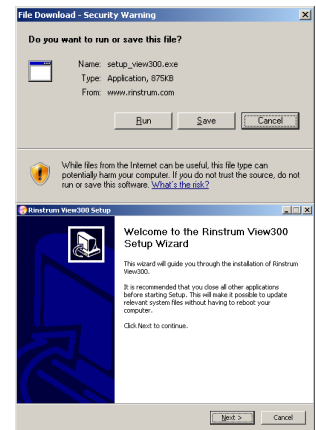 File Download - Security Warning
Do you want to run or save this file?
Name: setup_view300.exe
Type: Application, 875KB
From: www.rinstrum.com
Run Save Cancel
While files from the Internet can be useful, this file type can
potentially harm your computer. If you do not trust the source, do not
run or save this software. What's the risk?
Rinstrum View300 Setup
Welcome to the Rinstrum View300
Setup Wizard
This wizard will guide you through the installation of Rinstrum
View300.
It is recommended that you close all other applications
before starting Setup. This will make it possible to update
relevant system files without having to reboot your
computer.
Click Next to continue.
Next > Cancel